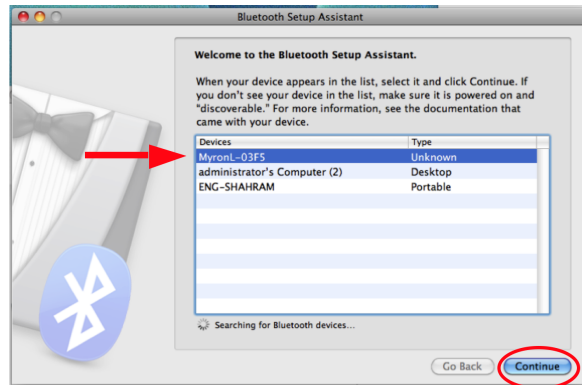 Bluetooth Setup Assistant
Welcome to the Bluetooth Setup Assistant.
When your device appears in the list, select it and click Continue. If
you don't see your device in the list, make sure it is powered on and
"discoverable." For more information, see the documentation that
came with your device.
Devices Type
MyronL-03F5 Unknown
administrator's Computer (2) Desktop
ENG-SHAHRAM Portable
Searching for Bluetooth devices...
Go Back Continue